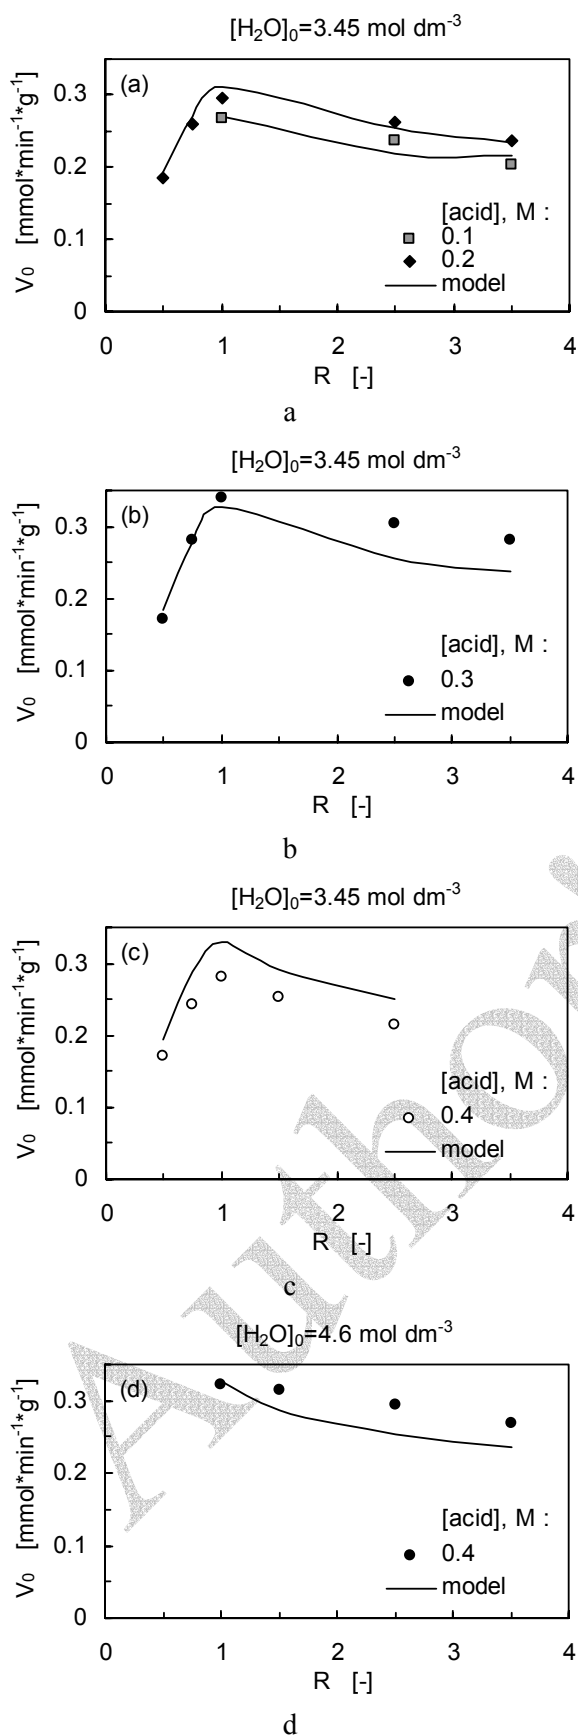 [H₂O]₀=3.45 mol dm⁻³
(a)
V₀ [mmol*min⁻¹*g⁻¹]
0.3
0.2
0.1
0
[acid], M :
0.1
0.2
model
0 1 2 3 4
R [-]
a
[H₂O]₀=3.45 mol dm⁻³
(b)
V₀ [mmol*min⁻¹*g⁻¹]
0.3
0.2
0.1
0
[acid], M :
0.3
model
0 1 2 3 4
R [-]
b
[H₂O]₀=3.45 mol dm⁻³
(c)
V₀ [mmol*min⁻¹*g⁻¹]
0.3
0.2
0.1
0
[acid], M :
0.4
model
0 1 2 3 4
R [-]
c
[H₂O]₀=4.6 mol dm⁻³
(d)
V₀ [mmol*min⁻¹*g⁻¹]
0.3
0.2
0.1
0
[acid], M :
0.4
model
0 1 2 3 4
R [-]
d
Author